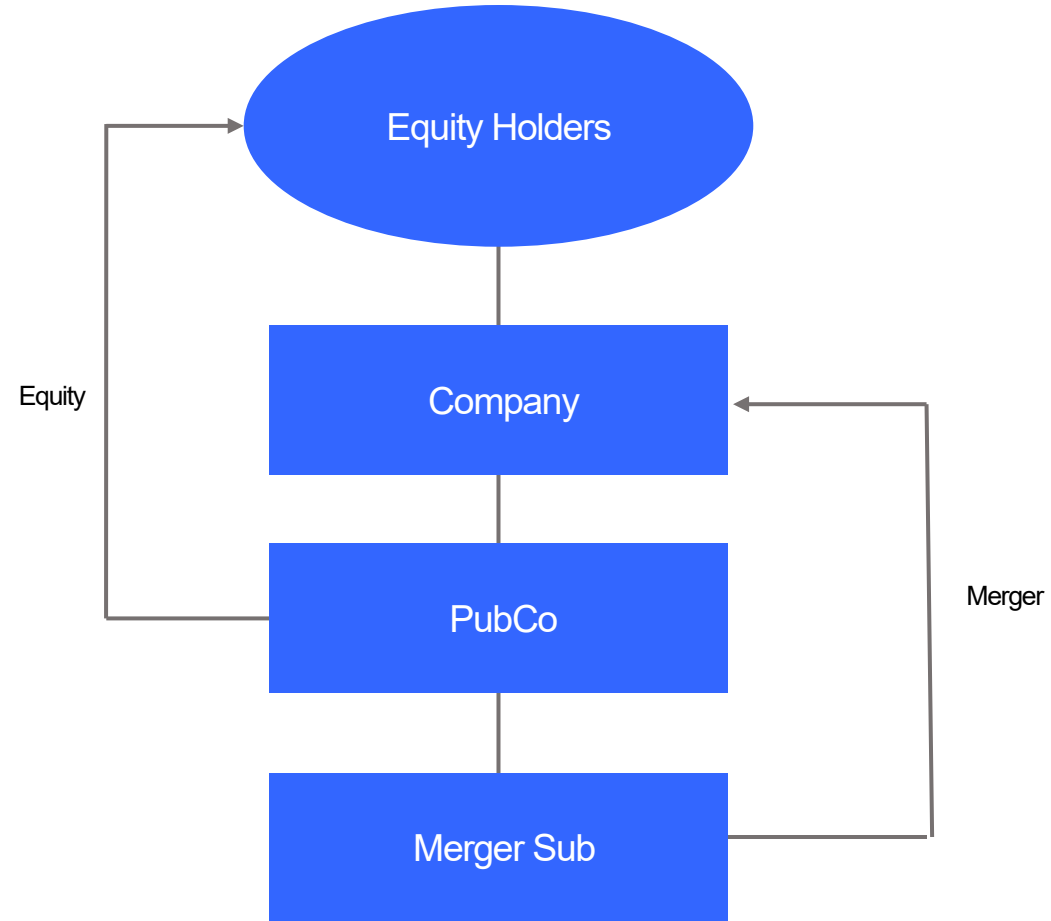 Equity Holders
Equity
Company
PubCo
Merger
Merger Sub